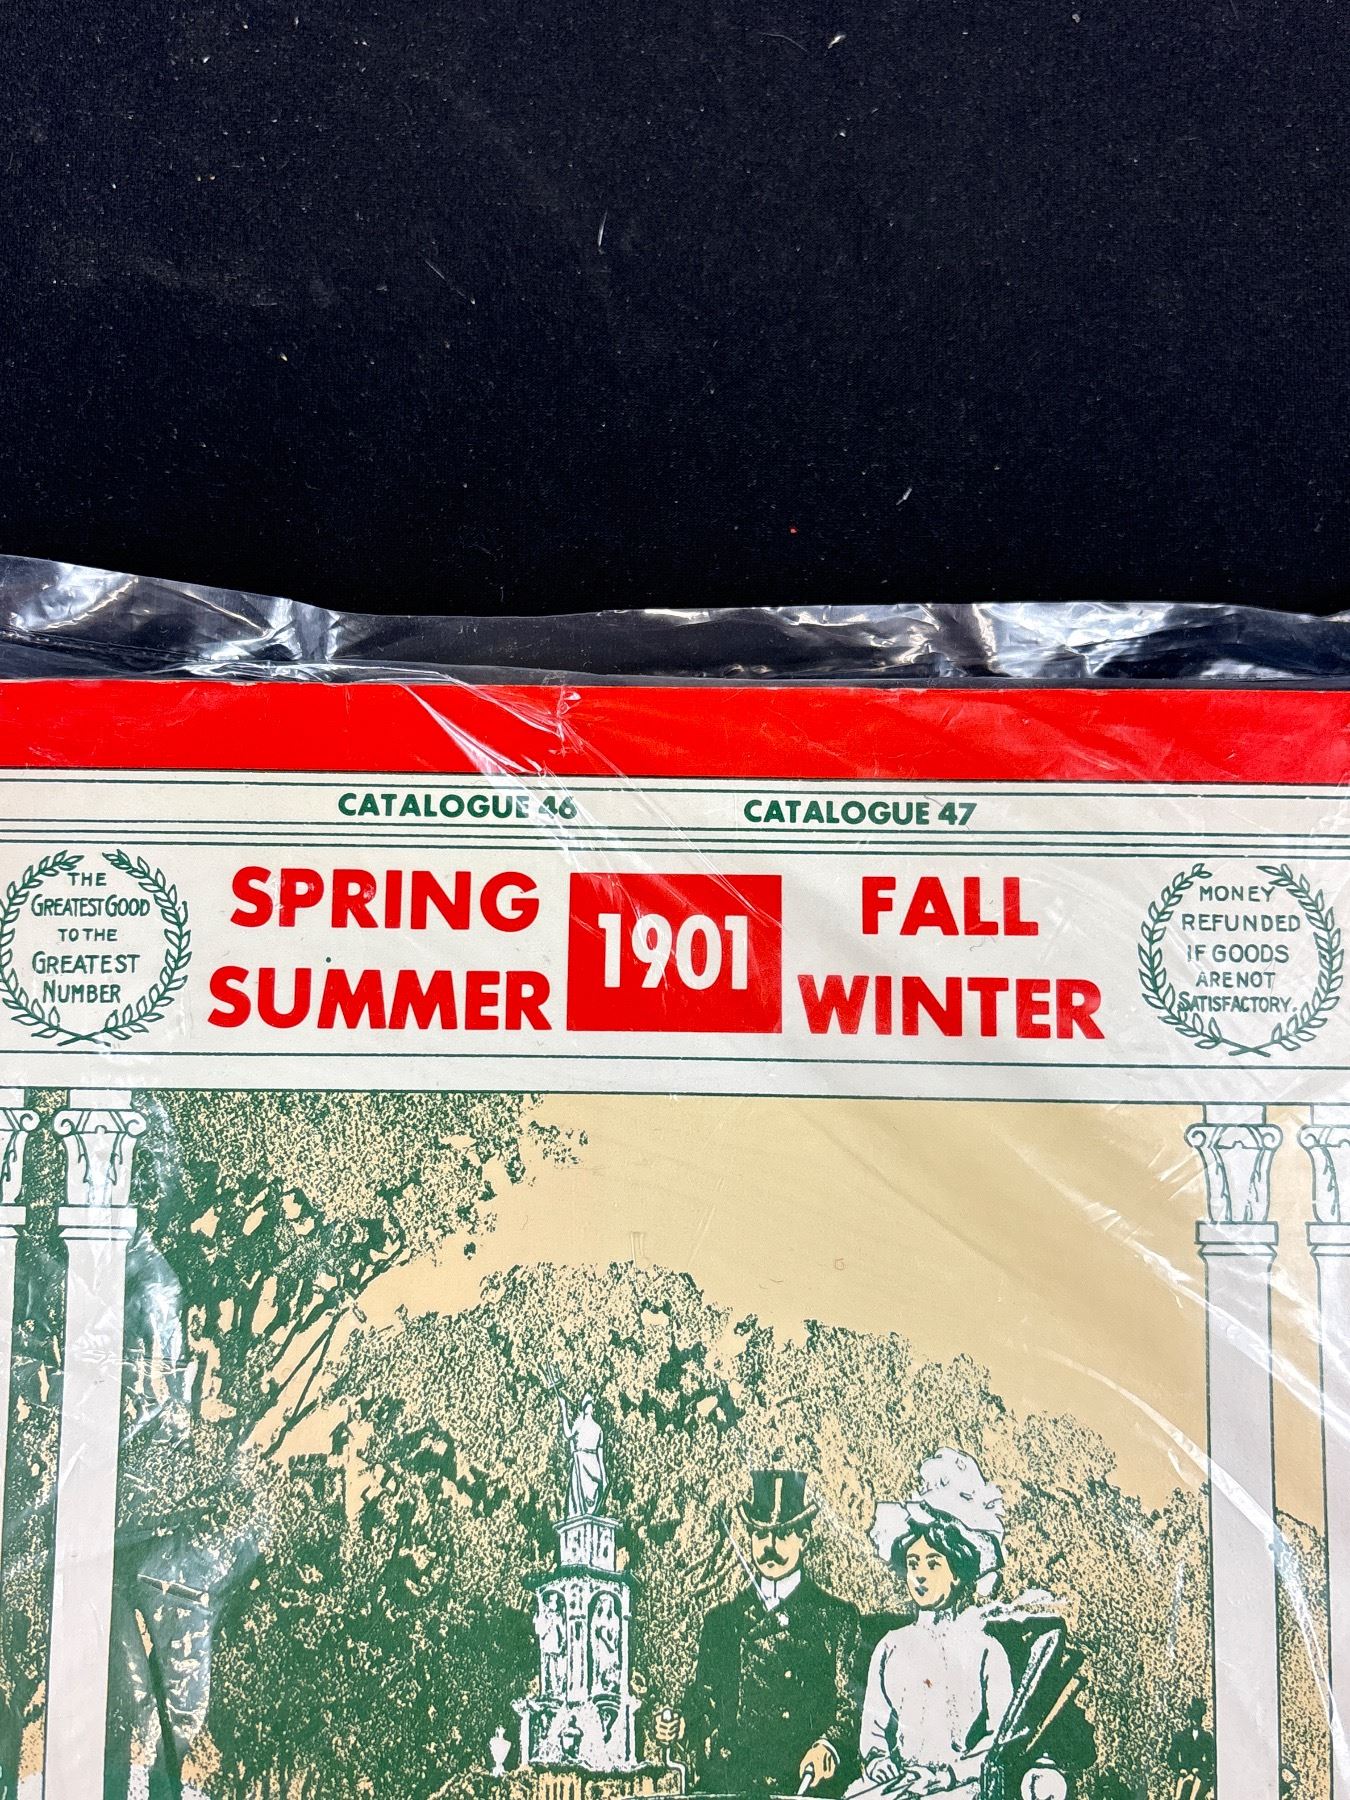 CATALOGUE 46
CATALOGUE 47
THE
GREATEST GOOD
TO THE
GREATEST
NUMBER
SPRING
SUMMER
1901
FALL
WINTER
MONEY
REFUNDED
IF GOODS
ARE NOT
SATISFACTORY.